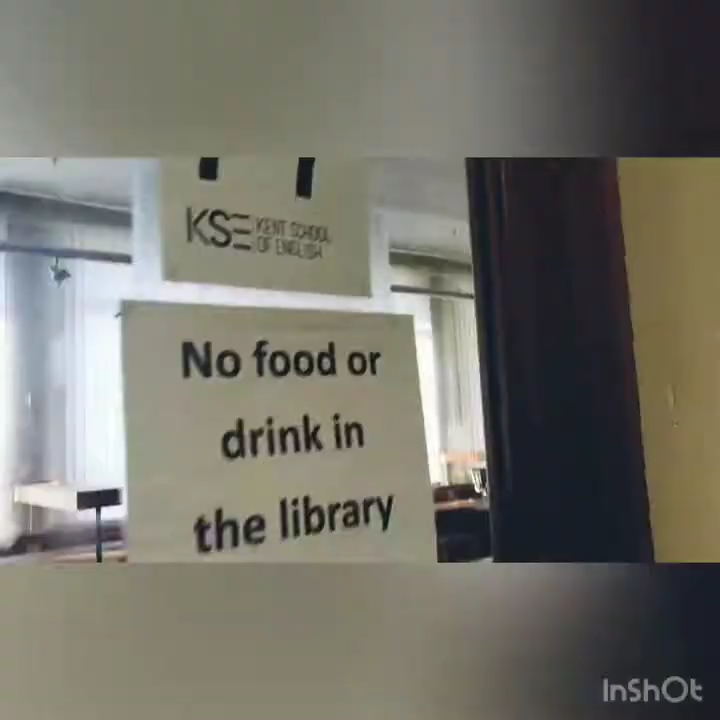 KSE KENT SCHOOL
OF ENGLISH
No food or
drink in
the library
InShOt